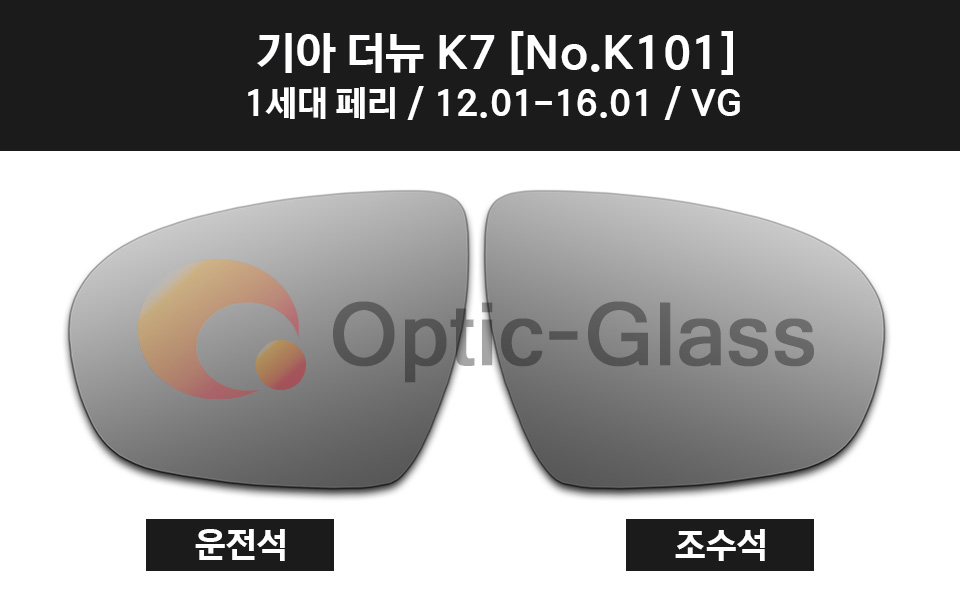 기아 더뉴 K7 [No.K101]
1세대 페리 / 12.01-16.01 / VG
Optic-Glass
운전석
조수석